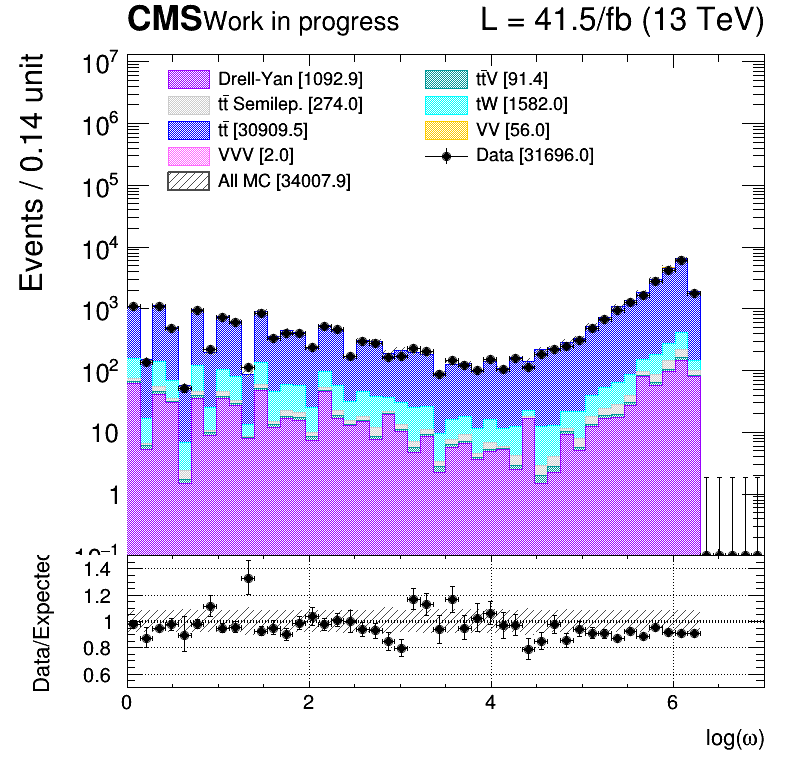 CMS Work in progress L = 41.5/fb (13 TeV)
Events / 0.14 unit
10⁷
10⁶
10⁵
10⁴
10³
10²
10
1
10⁻¹
Drell-Yan [1092.9]
tt̄ Semilep. [274.0]
tt̄ [30909.5]
VVV [2.0]
All MC [34007.9]
tt̄V [91.4]
tW [1582.0]
VV [56.0]
Data [31696.0]
Data/Expected
1.4
1.2
1
0.8
0.6
0 2 4 6
log(ω)